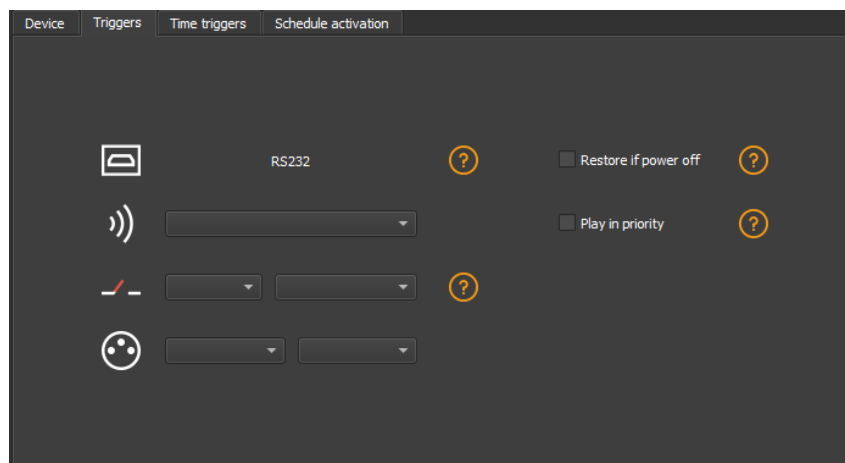 Device Triggers Time triggers Schedule activation
RS232 ? Restore if power off ?
Play in priority ?
?